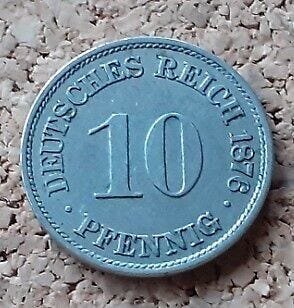 DEUTSCHES REICH 1876
10
· PFENNIG ·